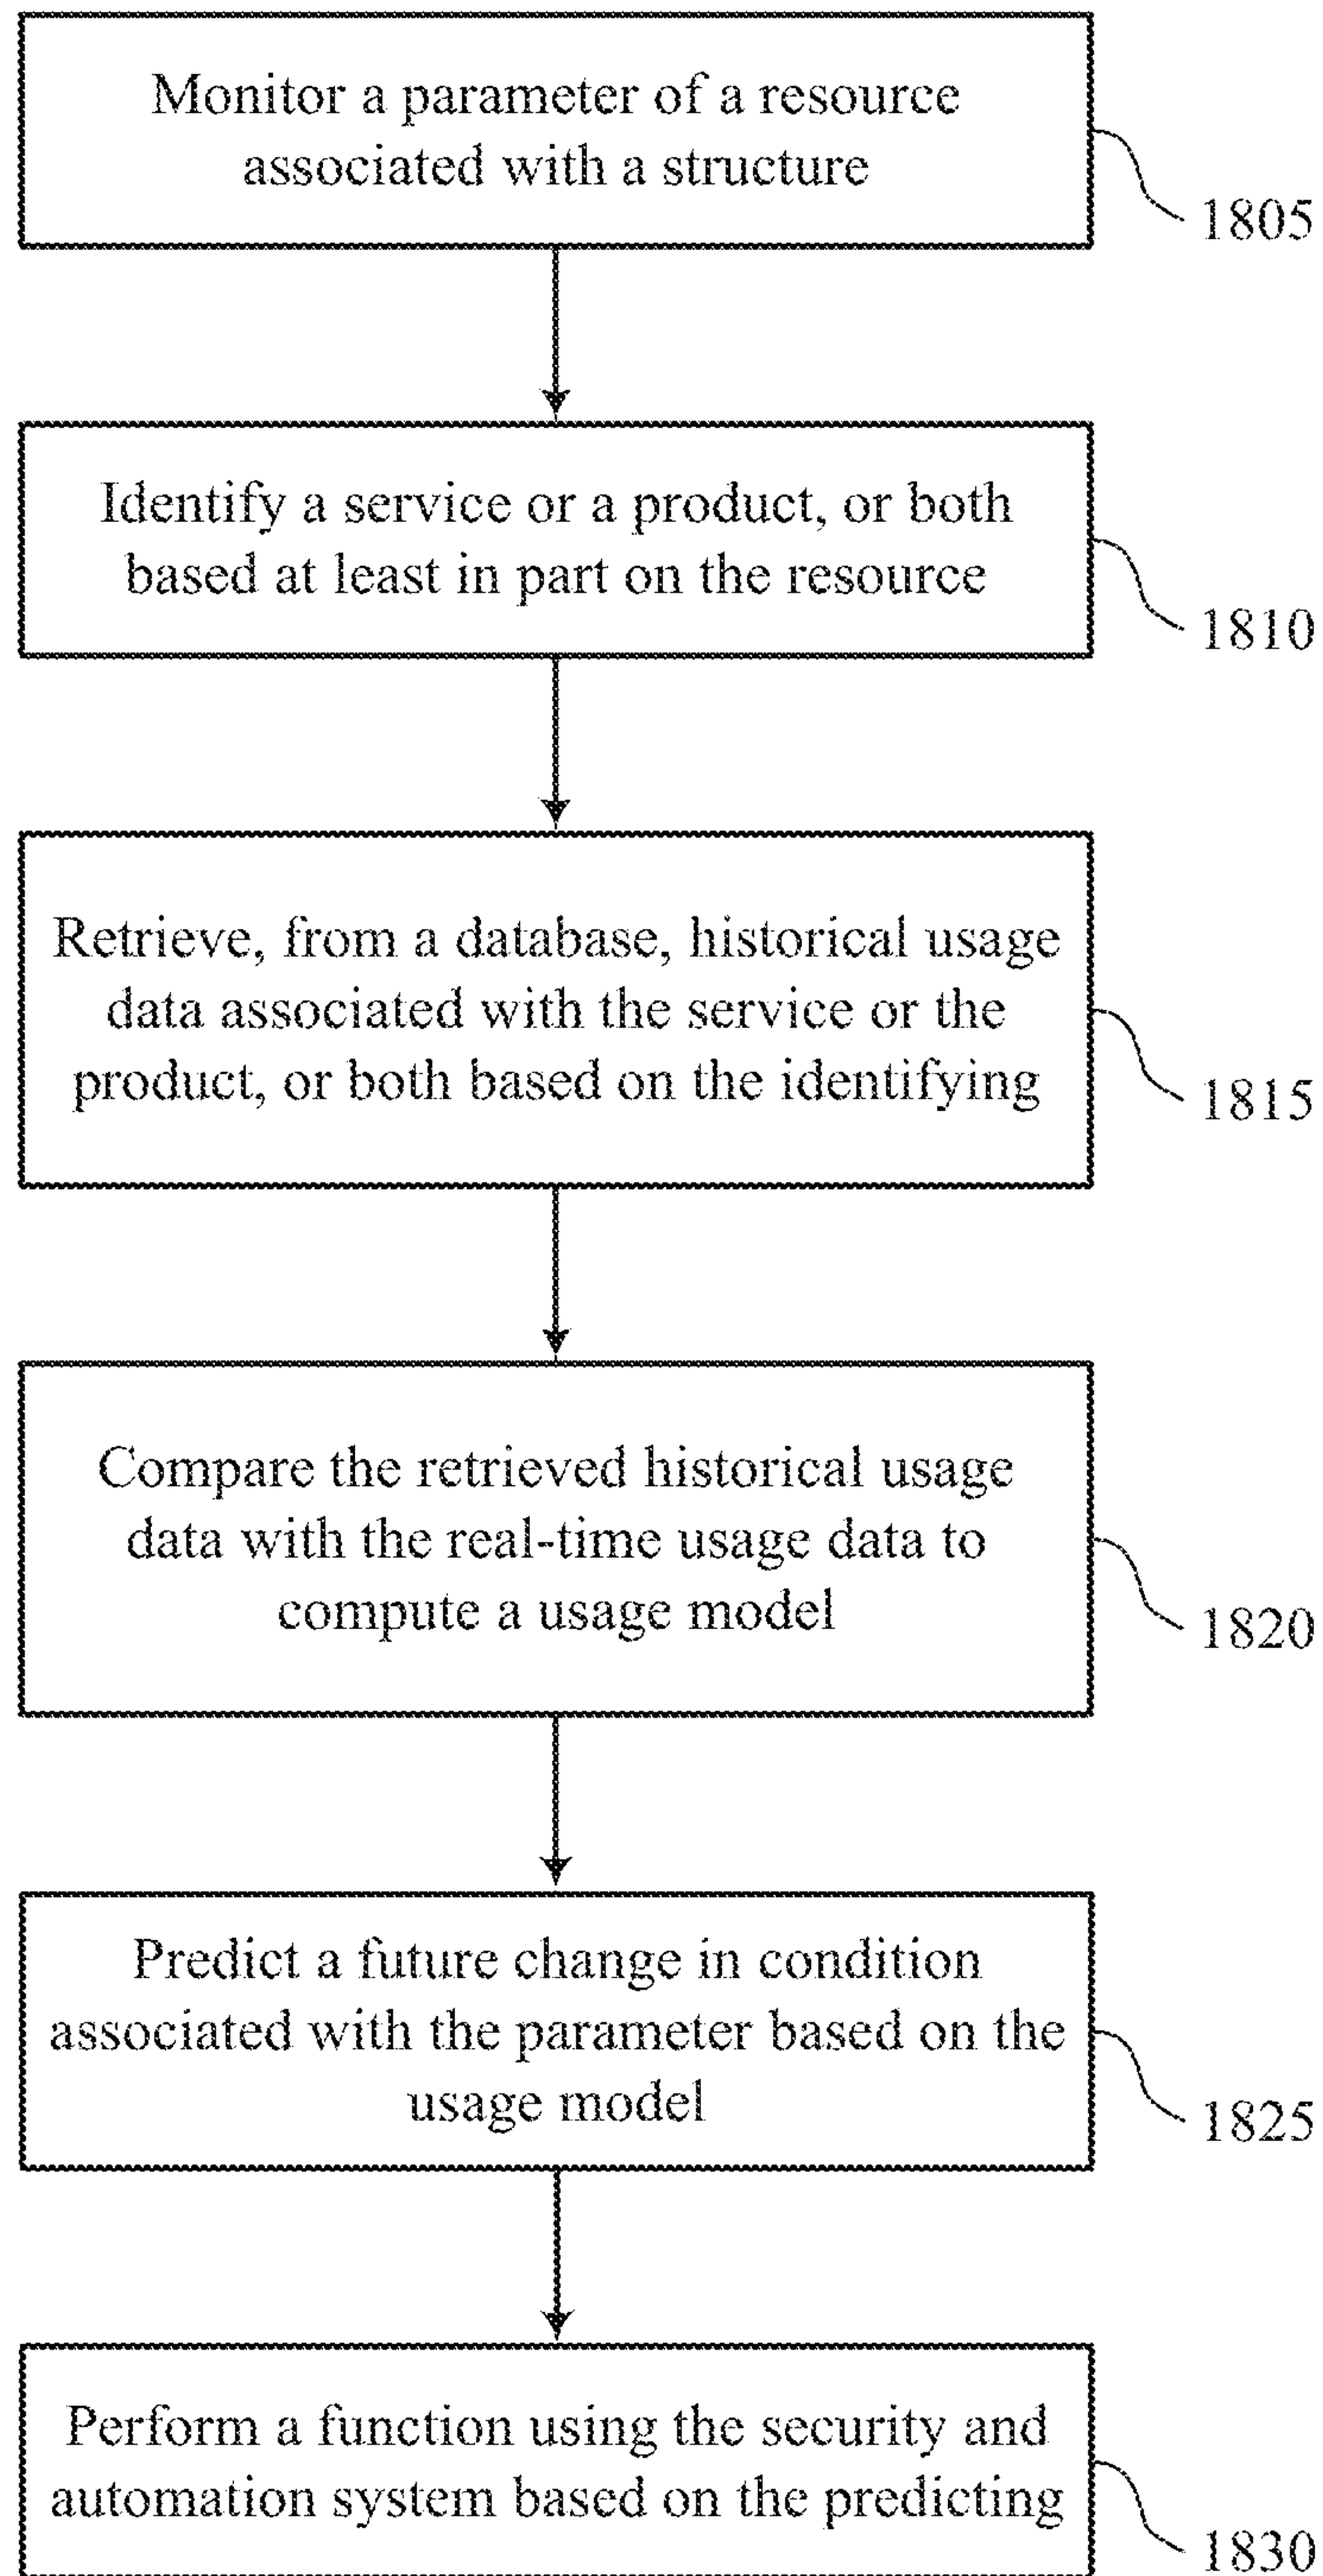 Monitor a parameter of a resource
associated with a structure
1805
Identify a service or a product, or both
based at least in part on the resource
1810
Retrieve, from a database, historical usage
data associated with the service or the
product, or both based on the identifying
1815
Compare the retrieved historical usage
data with the real-time usage data to
compute a usage model
1820
Predict a future change in condition
associated with the parameter based on the
usage model
1825
Perform a function using the security and
automation system based on the predicting
1830